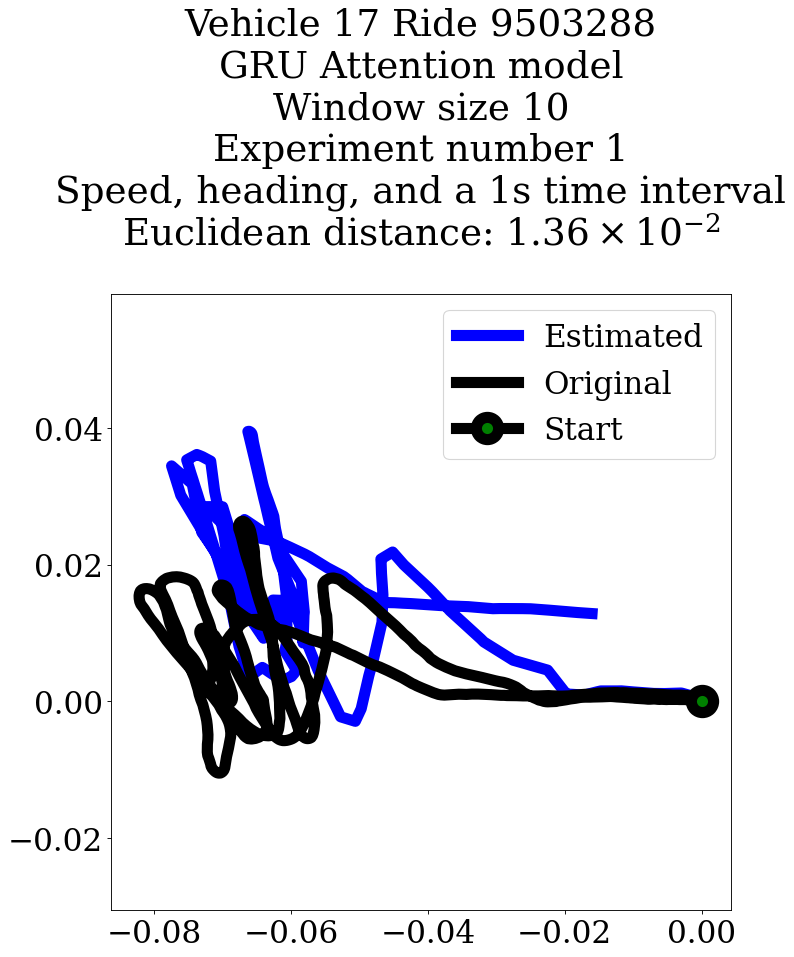 Vehicle 17 Ride 9503288
GRU Attention model
Window size 10
Experiment number 1
Speed, heading, and a 1s time interval
Euclidean distance: 1.36 × 10⁻²
Estimated
Original
Start
0.04
0.02
0.00
−0.02
−0.08 −0.06 −0.04 −0.02 0.00